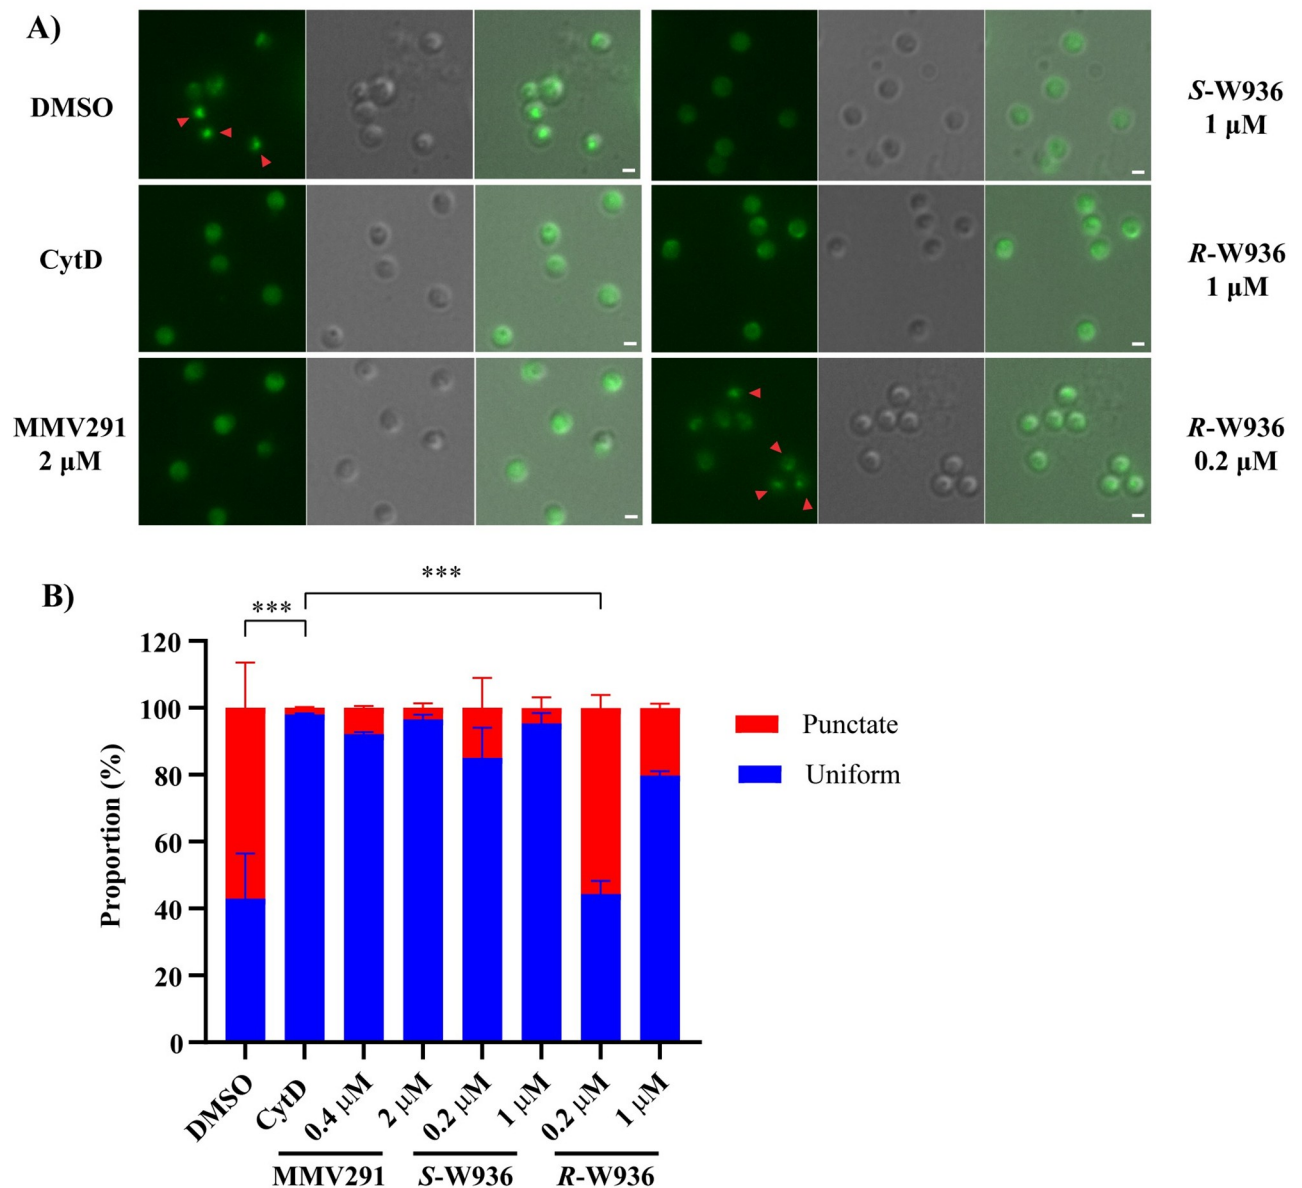 A)
DMSO
S-W936
1 μM
CytD
R-W936
1 μM
MMV291
2 μM
R-W936
0.2 μM
B)
***
***
120
100
80
60
40
20
0
Proportion (%)
Punctate
Uniform
DMSO
CytD
0.4 μM
2 μM
0.2 μM
1 μM
0.2 μM
1 μM
MMV291
S-W936
R-W936